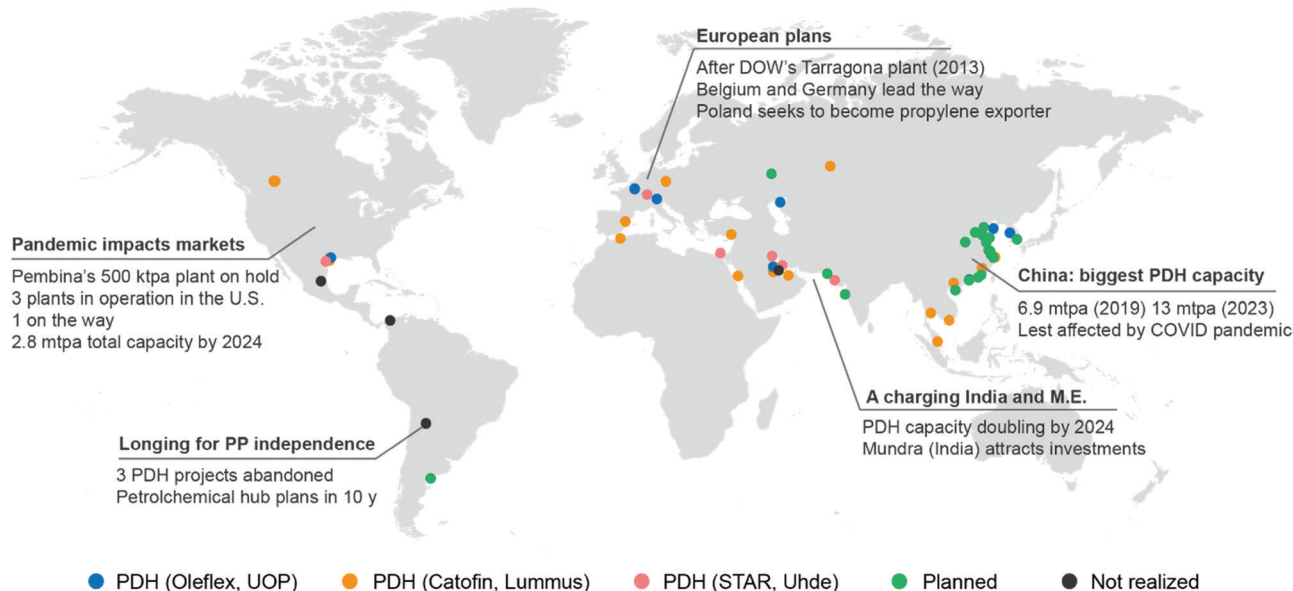 European plans
After DOW's Tarragona plant (2013)
Belgium and Germany lead the way
Poland seeks to become propylene exporter
Pandemic impacts markets
Pembina's 500 ktpa plant on hold
3 plants in operation in the U.S.
1 on the way
2.8 mtpa total capacity by 2024
China: biggest PDH capacity
6.9 mtpa (2019) 13 mtpa (2023)
Lest affected by COVID pandemic
A charging India and M.E.
PDH capacity doubling by 2024
Mundra (India) attracts investments
Longing for PP independence
3 PDH projects abandoned
Petrolchemical hub plans in 10 y
PDH (Oleflex, UOP) PDH (Catofin, Lummus) PDH (STAR, Uhde) Planned Not realized